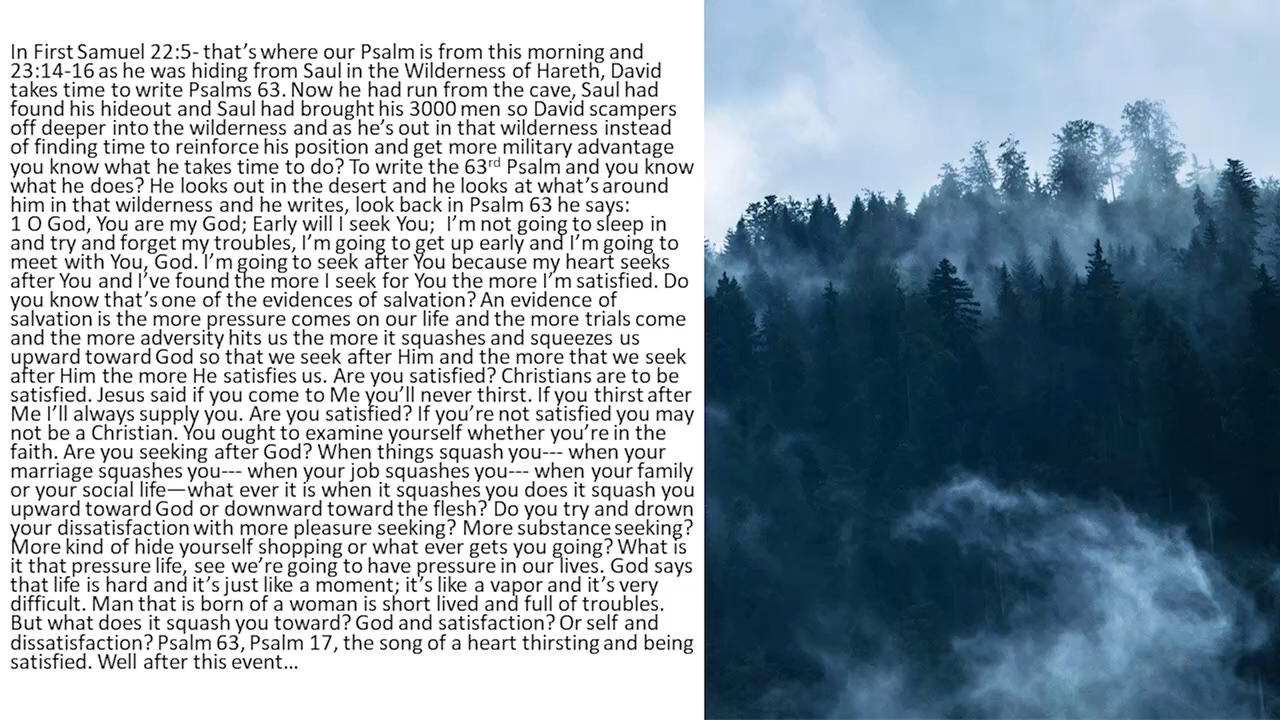 In First Samuel 22:5- that's where our Psalm is from this morning and
23:14-16 as he was hiding from Saul in the Wilderness of Hareth, David
takes time to write Psalms 63. Now he had run from the cave, Saul had
found his hideout and Saul had brought his 3000 men so David scampers
off deeper into the wilderness and as he's out in that wilderness instead
of finding time to reinforce his position and get more military advantage
you know what he takes time to do? To write the 63rd Psalm and you know
what he does? He looks out in the desert and he looks at what's around
him in that wilderness and he writes, look back in Psalm 63 he says:
1 O God, You are my God; Early will I seek You;  I'm not going to sleep in
and try and forget my troubles, I'm going to get up early and I'm going to
meet with You, God. I'm going to seek after You because my heart seeks
after You and I've found the more I seek for You the more I'm satisfied. Do
you know that's one of the evidences of salvation? An evidence of
salvation is the more pressure comes on our life and the more trials come
and the more adversity hits us the more it squashes and squeezes us
upward toward God so that we seek after Him and the more that we seek
after Him the more He satisfies us. Are you satisfied? Christians are to be
satisfied. Jesus said if you come to Me you'll never thirst. If you thirst after
Me I'll always supply you. Are you satisfied? If you're not satisfied you may
not be a Christian. You ought to examine yourself whether you're in the
faith. Are you seeking after God? When things squash you--- when your
marriage squashes you--- when your job squashes you--- when your family
or your social life—what ever it is when it squashes you does it squash you
upward toward God or downward toward the flesh? Do you try and drown
your dissatisfaction with more pleasure seeking? More substance seeking?
More kind of hide yourself shopping or what ever gets you going? What is
it that pressure life, see we're going to have pressure in our lives. God says
that life is hard and it's just like a moment; it's like a vapor and it's very
difficult. Man that is born of a woman is short lived and full of troubles.
But what does it squash you toward? God and satisfaction? Or self and
dissatisfaction? Psalm 63, Psalm 17, the song of a heart thirsting and being
satisfied. Well after this event…